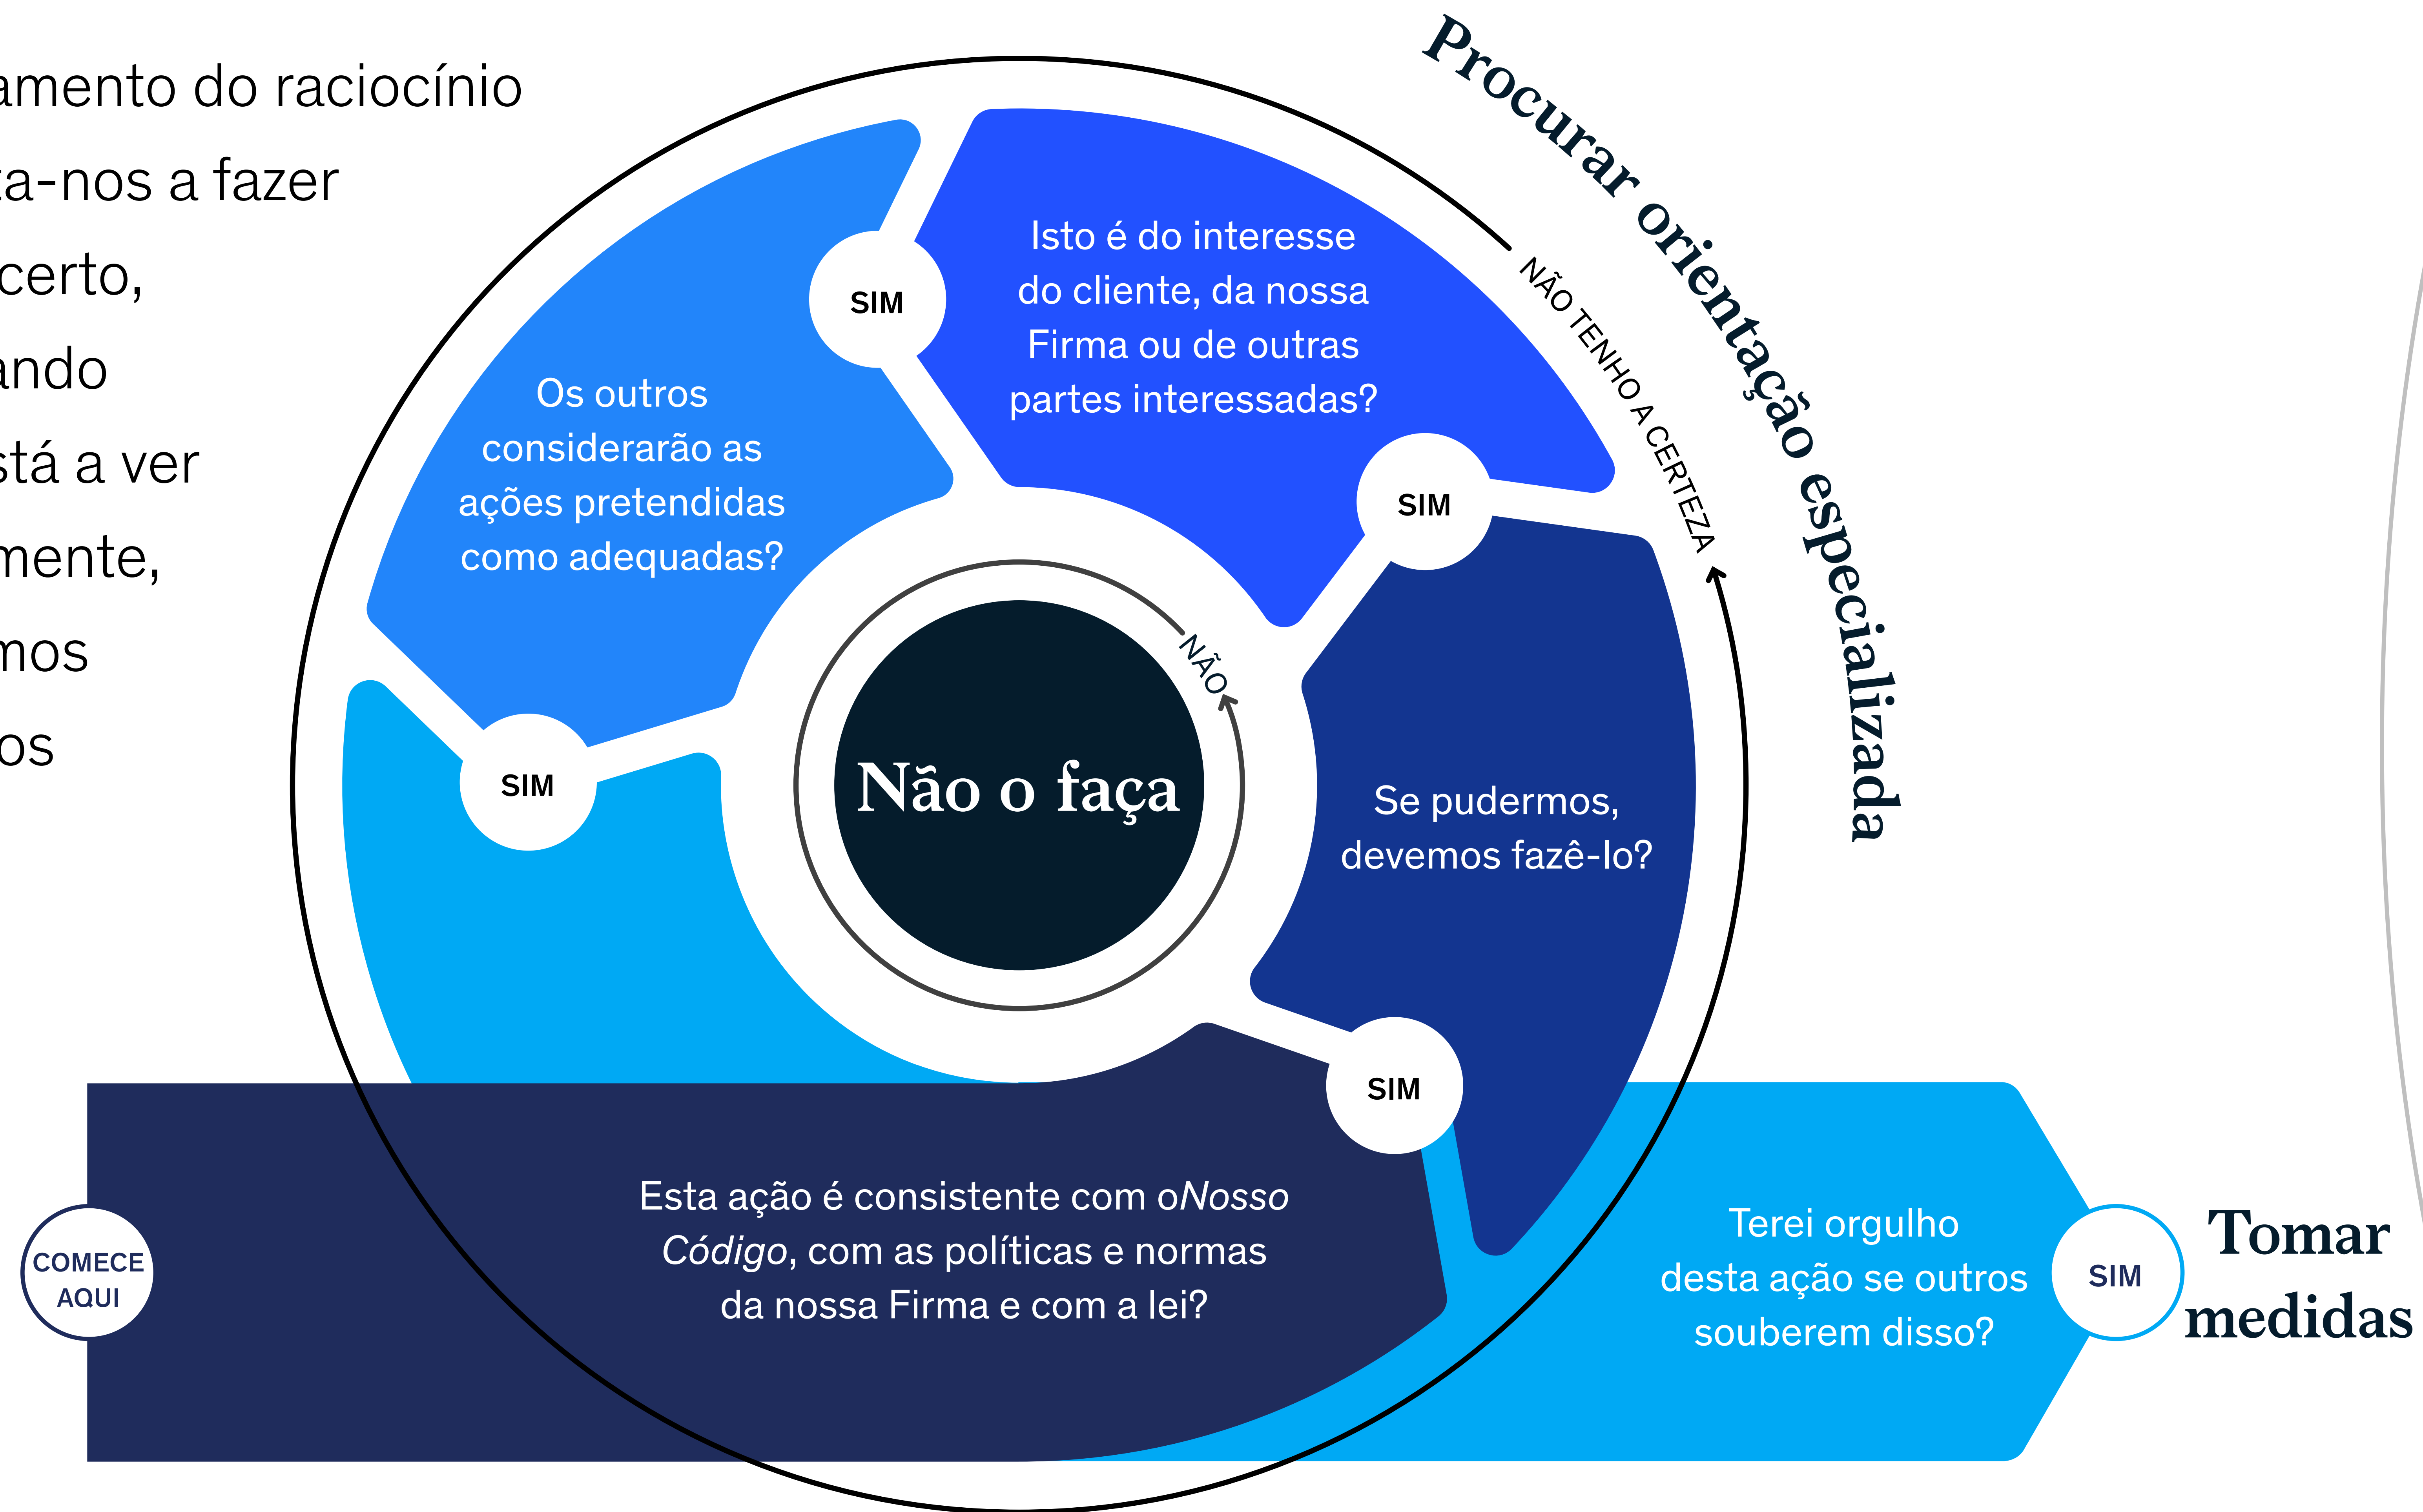 amento do raciocínio
ta-nos a fazer
certo,
ando
stá a ver
mente,
mos
os
Procurar orientação especializada
NÃO TENHO A CERTEZA
Isto é do interesse
do cliente, da nossa
Firma ou de outras
partes interessadas?
SIM
Os outros
considerarão as
ações pretendidas
como adequadas?
SIM
SIM
NÃO
Não o faça
Se pudermos,
devemos fazê-lo?
SIM
COMECE
AQUI
Esta ação é consistente com oNosso
Código, com as políticas e normas
da nossa Firma e com a lei?
Terei orgulho
desta ação se outros
souberem disso?
SIM
Tomar
medidas